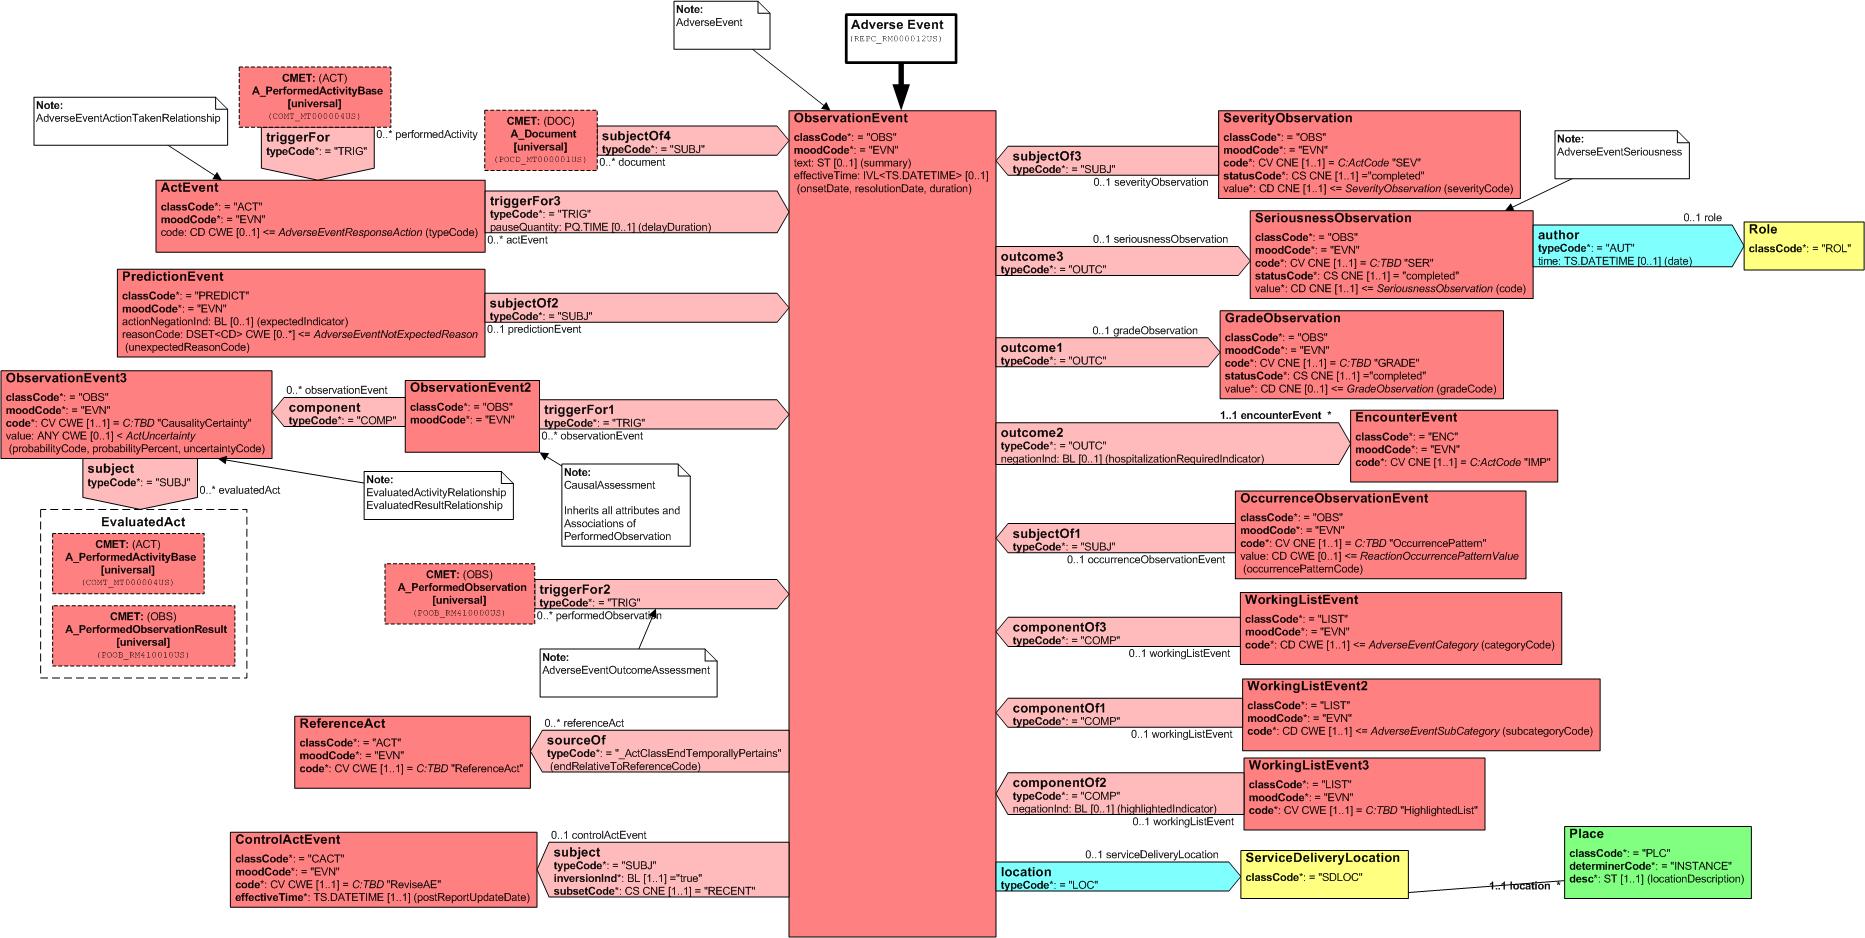 Note:
AdverseEvent
Adverse Event
(REPC_RM000012US)
CMET: (ACT)
A_PerformedActivityBase
[universal]
(COMT_MT000004US)
Note:
AdverseEventActionTakenRelationship
triggerFor
typeCode*: = "TRIG"
0..* performedActivity
CMET: (DOC)
A_Document
[universal]
(POCD_MT000001US)
subjectOf4
typeCode*: = "SUBJ"
0..* document
ObservationEvent
classCode*: = "OBS"
moodCode*: = "EVN"
text: ST [0..1] (summary)
effectiveTime: IVL<TS.DATETIME> [0..1]
(onsetDate, resolutionDate, duration)
ActEvent
classCode*: = "ACT"
moodCode*: = "EVN"
code: CD CWE [0..1] <= AdverseEventResponseAction (typeCode)
triggerFor3
typeCode*: = "TRIG"
pauseQuantity: PQ.TIME [0..1] (delayDuration)
0..* actEvent
PredictionEvent
classCode*: = "PREDICT"
moodCode*: = "EVN"
actionNegationInd: BL [0..1] (expectedIndicator)
reasonCode: DSET<CD> CWE [0..*] <= AdverseEventNotExpectedReason
(unexpectedReasonCode)
subjectOf2
typeCode*: = "SUBJ"
0..1 predictionEvent
ObservationEvent3
classCode*: = "OBS"
moodCode*: = "EVN"
code*: CV CWE [1..1] = C:TBD "CausalityCertainty"
value: ANY CWE [0..1] < ActUncertainty
(probabilityCode, probabilityPercent, uncertaintyCode)
0..* observationEvent
component
typeCode*: = "COMP"
ObservationEvent2
classCode*: = "OBS"
moodCode*: = "EVN"
triggerFor1
typeCode*: = "TRIG"
0..* observationEvent
subject
typeCode*: = "SUBJ"
0..* evaluatedAct
Note:
EvaluatedActivityRelationship
EvaluatedResultRelationship
Note:
CausalAssessment
Inherits all attributes and
Associations of
PerformedObservation
EvaluatedAct
CMET: (ACT)
A_PerformedActivityBase
[universal]
(COMT_MT000004US)
CMET: (OBS)
A_PerformedObservationResult
[universal]
(POOB_RM410010US)
CMET: (OBS)
A_PerformedObservation
[universal]
(POOB_RM410000US)
triggerFor2
typeCode*: = "TRIG"
0..* performedObservation
Note:
AdverseEventOutcomeAssessment
ReferenceAct
classCode*: = "ACT"
moodCode*: = "EVN"
code*: CV CWE [1..1] = C:TBD "ReferenceAct"
0..* referenceAct
sourceOf
typeCode*: = "_ActClassEndTemporallyPertains"
(endRelativeToReferenceCode)
ControlActEvent
classCode*: = "CACT"
moodCode*: = "EVN"
code*: CV CWE [1..1] = C:TBD "ReviseAE"
effectiveTime*: TS.DATETIME [1..1] (postReportUpdateDate)
0..1 controlActEvent
subject
typeCode*: = "SUBJ"
inversionInd*: BL [1..1] ="true"
subsetCode*: CS CNE [1..1] = "RECENT"
subjectOf3
typeCode*: = "SUBJ"
0..1 severityObservation
SeverityObservation
classCode*: = "OBS"
moodCode*: = "EVN"
code*: CV CNE [1..1] = C:ActCode "SEV"
statusCode*: CS CNE [1..1] ="completed"
value*: CD CNE [1..1] <= SeverityObservation (severityCode)
Note:
AdverseEventSeriousness
0..1 seriousnessObservation
outcome3
typeCode*: = "OUTC"
SeriousnessObservation
classCode*: = "OBS"
moodCode*: = "EVN"
code*: CV CNE [1..1] = C:TBD "SER"
statusCode*: CS CNE [1..1] = "completed"
value*: CD CNE [1..1] <= SeriousnessObservation (code)
0..1 role
author
typeCode*: = "AUT"
time: TS.DATETIME [0..1] (date)
Role
classCode*: = "ROL"
0..1 gradeObservation
outcome1
typeCode*: = "OUTC"
GradeObservation
classCode*: = "OBS"
moodCode*: = "EVN"
code*: CV CNE [1..1] = C:TBD "GRADE"
statusCode*: CS CNE [1..1] ="completed"
value*: CD CNE [0..1] <= GradeObservation (gradeCode)
1..1 encounterEvent *
outcome2
typeCode*: = "OUTC"
negationInd: BL [0..1] (hospitalizationRequiredIndicator)
EncounterEvent
classCode*: = "ENC"
moodCode*: = "EVN"
code*: CV CNE [1..1] = C:ActCode "IMP"
subjectOf1
typeCode*: = "SUBJ"
0..1 occurrenceObservationEvent
OccurrenceObservationEvent
classCode*: = "OBS"
moodCode*: = "EVN"
code*: CV CNE [1..1] = C:TBD "OccurrencePattern"
value: CD CWE [0..1] <= ReactionOccurrencePatternValue
(occurrencePatternCode)
componentOf3
typeCode*: = "COMP"
0..1 workingListEvent
WorkingListEvent
classCode*: = "LIST"
moodCode*: = "EVN"
code*: CD CWE [1..1] <= AdverseEventCategory (categoryCode)
componentOf1
typeCode*: = "COMP"
0..1 workingListEvent
WorkingListEvent2
classCode*: = "LIST"
moodCode*: = "EVN"
code*: CD CWE [1..1] <= AdverseEventSubCategory (subcategoryCode)
componentOf2
typeCode*: = "COMP"
negationInd: BL [0..1] (highlightedIndicator)
0..1 workingListEvent
WorkingListEvent3
classCode*: = "LIST"
moodCode*: = "EVN"
code*: CV CWE [1..1] = C:TBD "HighlightedList"
0..1 serviceDeliveryLocation
location
typeCode*: = "LOC"
ServiceDeliveryLocation
classCode*: = "SDLOC"
1..1 location *
Place
classCode*: = "PLC"
determinerCode*: = "INSTANCE"
desc*: ST [1..1] (locationDescription)